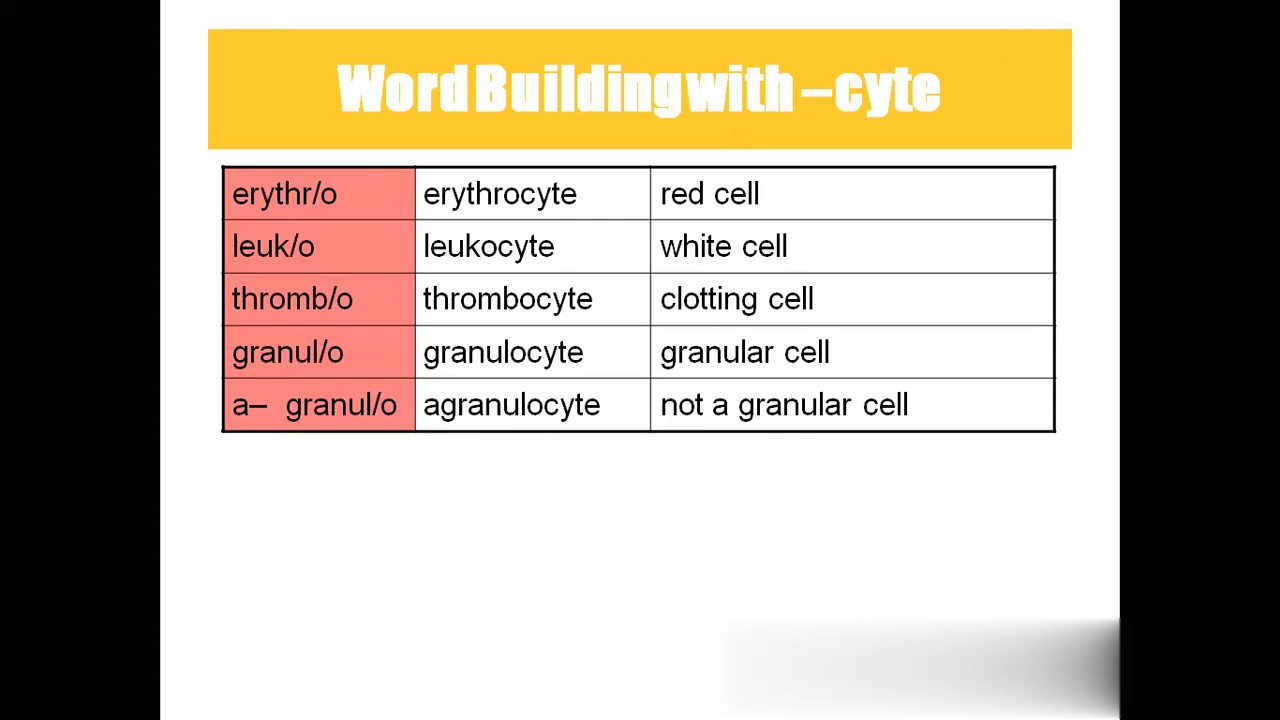 Word Building with –cyte
erythr/o erythrocyte red cell
leuk/o leukocyte white cell
thromb/o thrombocyte clotting cell
granul/o granulocyte granular cell
a– granul/o agranulocyte not a granular cell